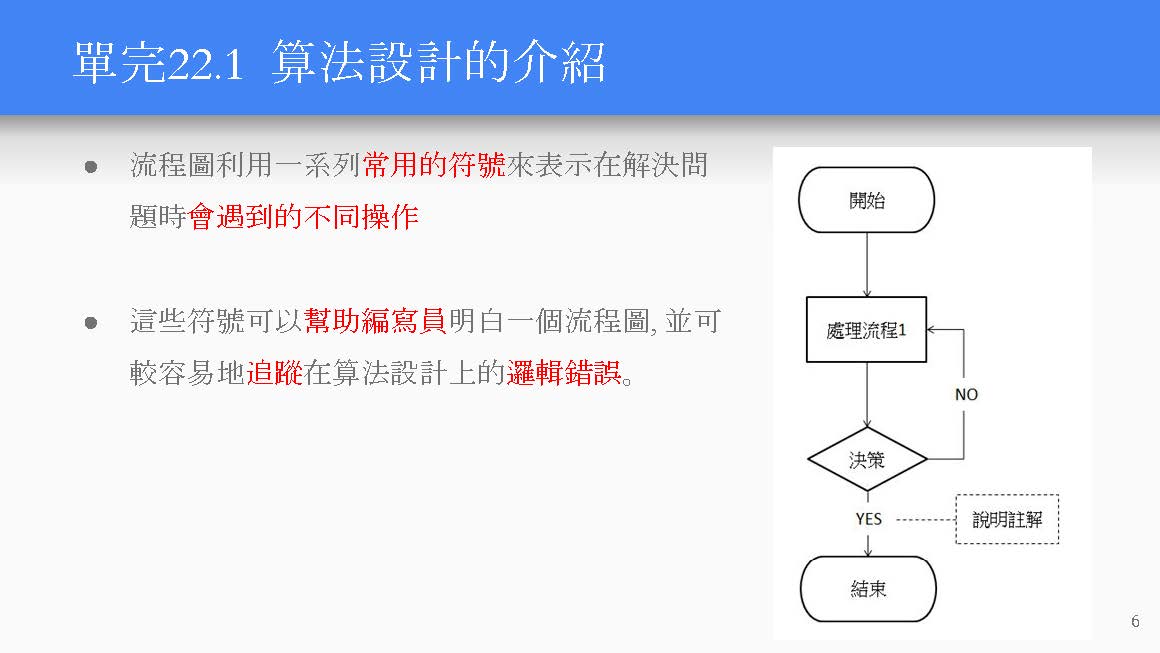 單完22.1 算法設計的介紹
● 流程圖利用一系列常用的符號來表示在解決問
題時會遇到的不同操作
● 這些符號可以幫助編寫員明白一個流程圖, 並可
較容易地追蹤在算法設計上的邏輯錯誤。
開始
處理流程1
NO
決策
YES
說明註解
結束
6